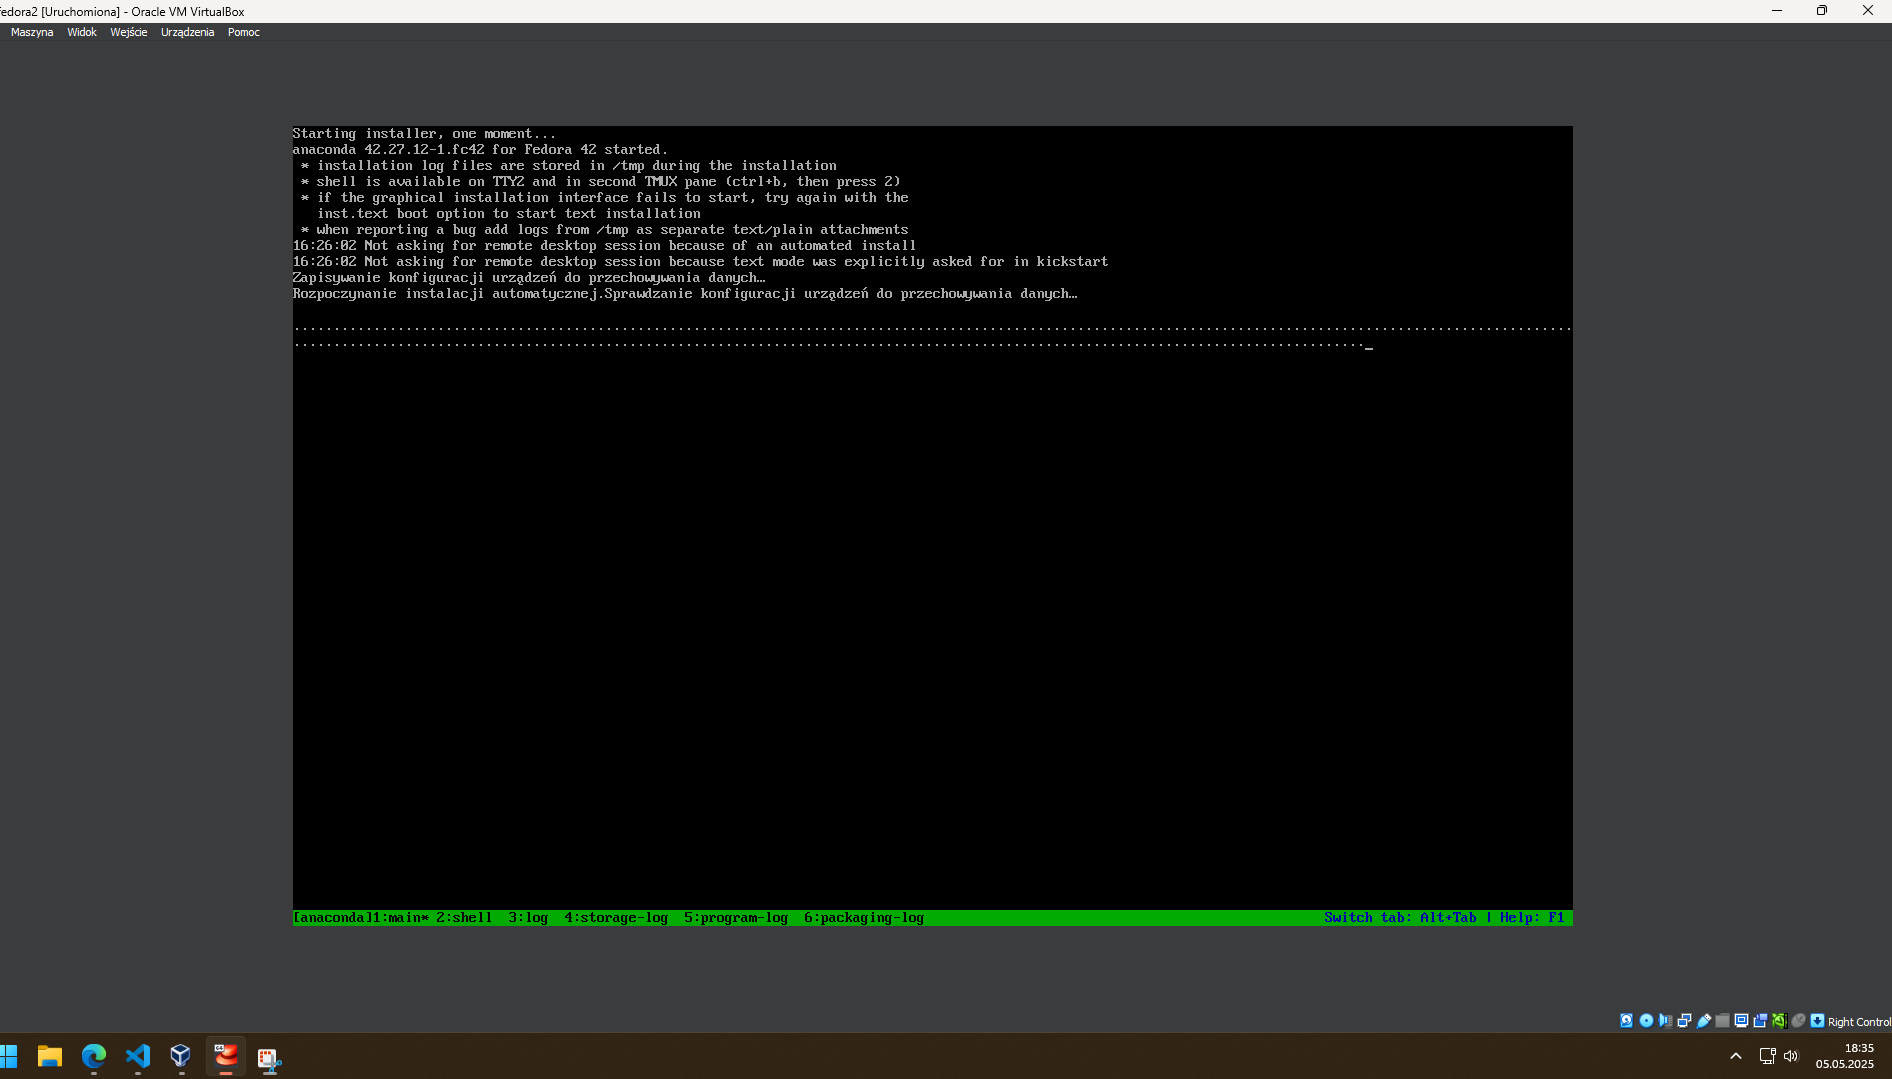 fedora2 [Uruchomiona] - Oracle VM VirtualBox
Maszyna Widok Wejście Urządzenia Pomoc
Starting installer, one moment...
anaconda 42.27.12-1.fc42 for Fedora 42 started.
* installation log files are stored in /tmp during the installation
* shell is available on TTY2 and in second TMUX pane (ctrl+b, then press 2)
* if the graphical installation interface fails to start, try again with the
inst.text boot option to start text installation
* when reporting a bug add logs from /tmp as separate text/plain attachments
16:26:02 Not asking for remote desktop session because of an automated install
16:26:02 Not asking for remote desktop session because text mode was explicitly asked for in kickstart
Zapisywanie konfiguracji urządzeń do przechowywania danych…
Rozpoczynanie instalacji automatycznej.Sprawdzanie konfiguracji urządzeń do przechowywania danych…
................................................................................................................................................................
......................................................................................................................................_
[anaconda]1:main* 2:shell 3:log 4:storage-log 5:program-log 6:packaging-log Switch tab: Alt+Tab | Help: F1
Right Control
64
18:35
05.05.2025